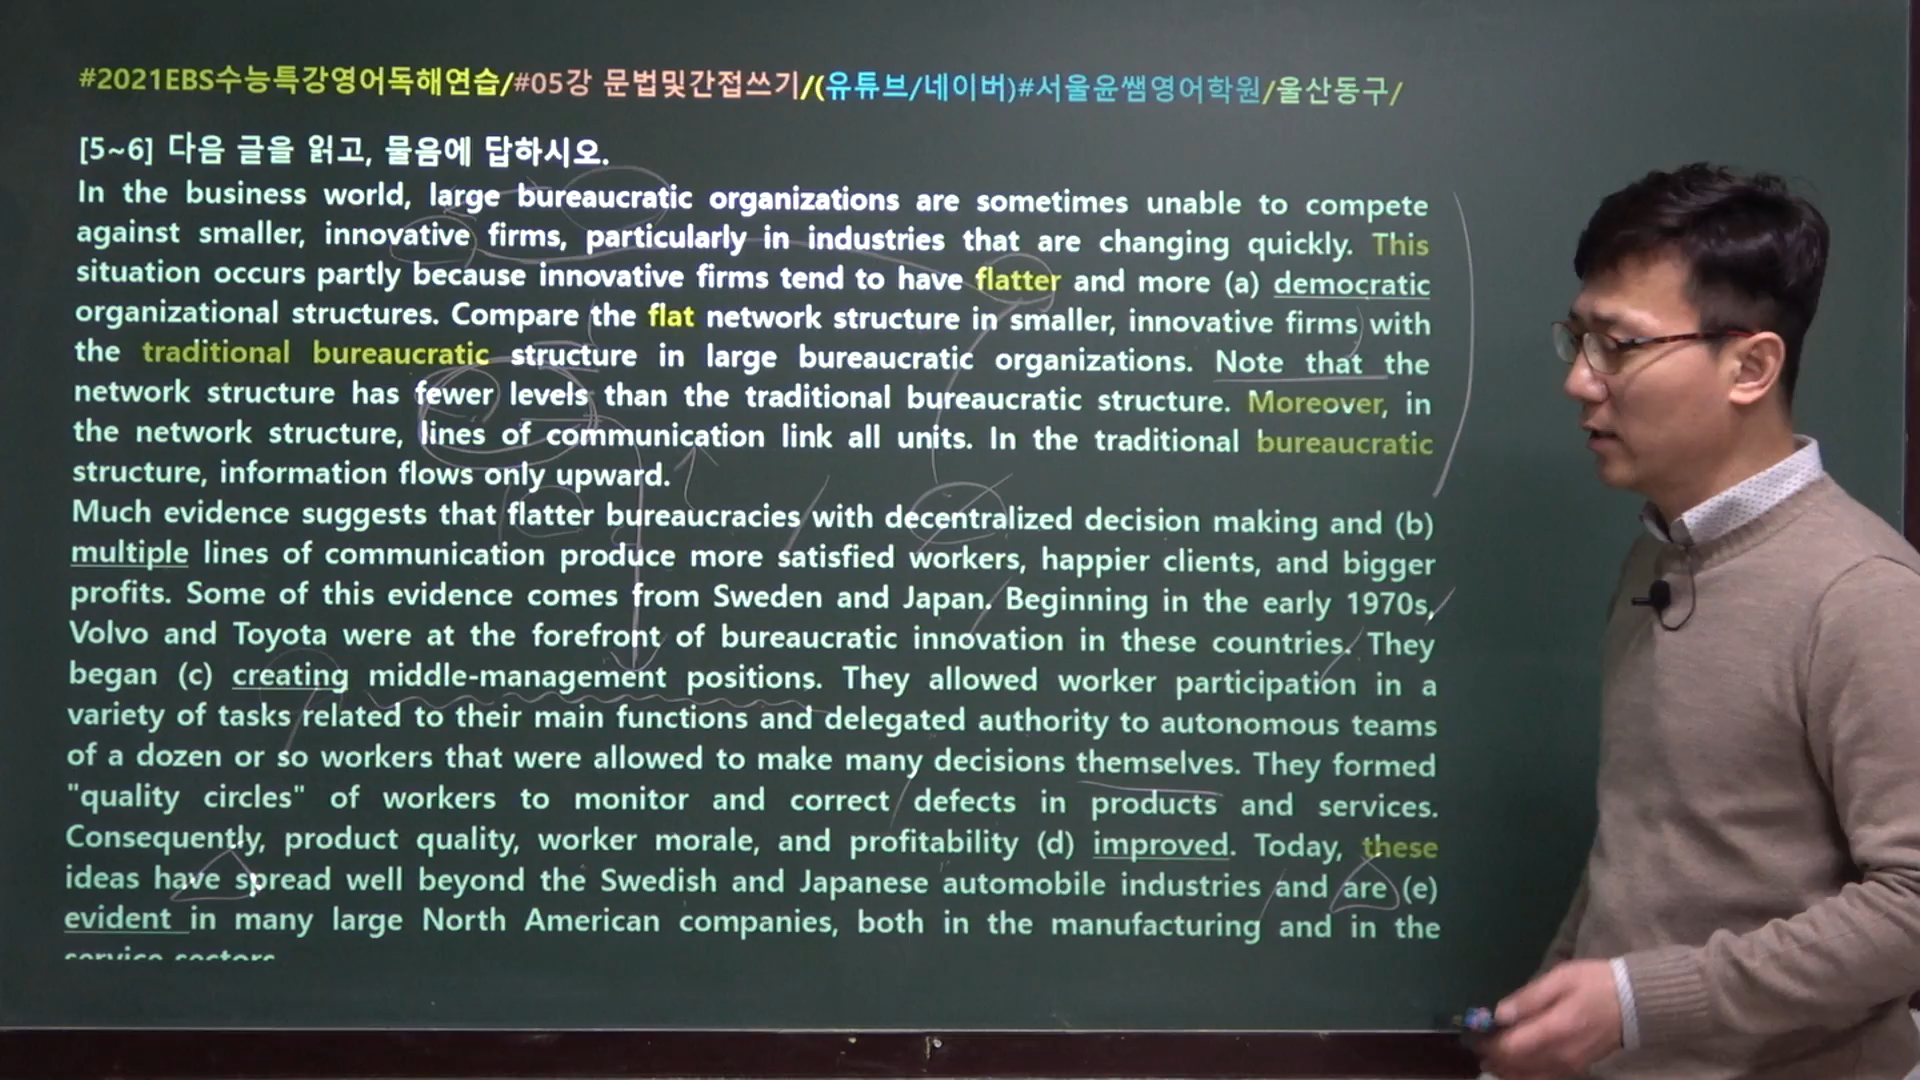 #2021EBS수능특강영어독해연습/#05강 문법및간접쓰기/(유튜브/네이버)#서울윤쌤영어학원/울산동구/
[5~6] 다음 글을 읽고, 물음에 답하시오.
In the business world, large bureaucratic organizations are sometimes unable to compete
against smaller, innovative firms, particularly in industries that are changing quickly. This
situation occurs partly because innovative firms tend to have flatter and more (a) democratic
organizational structures. Compare the flat network structure in smaller, innovative firms with
the traditional bureaucratic structure in large bureaucratic organizations. Note that the
network structure has fewer levels than the traditional bureaucratic structure. Moreover, in
the network structure, lines of communication link all units. In the traditional bureaucratic
structure, information flows only upward.
Much evidence suggests that flatter bureaucracies with decentralized decision making and (b)
multiple lines of communication produce more satisfied workers, happier clients, and bigger
profits. Some of this evidence comes from Sweden and Japan. Beginning in the early 1970s,
Volvo and Toyota were at the forefront of bureaucratic innovation in these countries. They
began (c) creating middle-management positions. They allowed worker participation in a
variety of tasks related to their main functions and delegated authority to autonomous teams
of a dozen or so workers that were allowed to make many decisions themselves. They formed
"quality circles" of workers to monitor and correct defects in products and services.
Consequently, product quality, worker morale, and profitability (d) improved. Today, these
ideas have spread well beyond the Swedish and Japanese automobile industries and are (e)
evident in many large North American companies, both in the manufacturing and in the
service sectors.